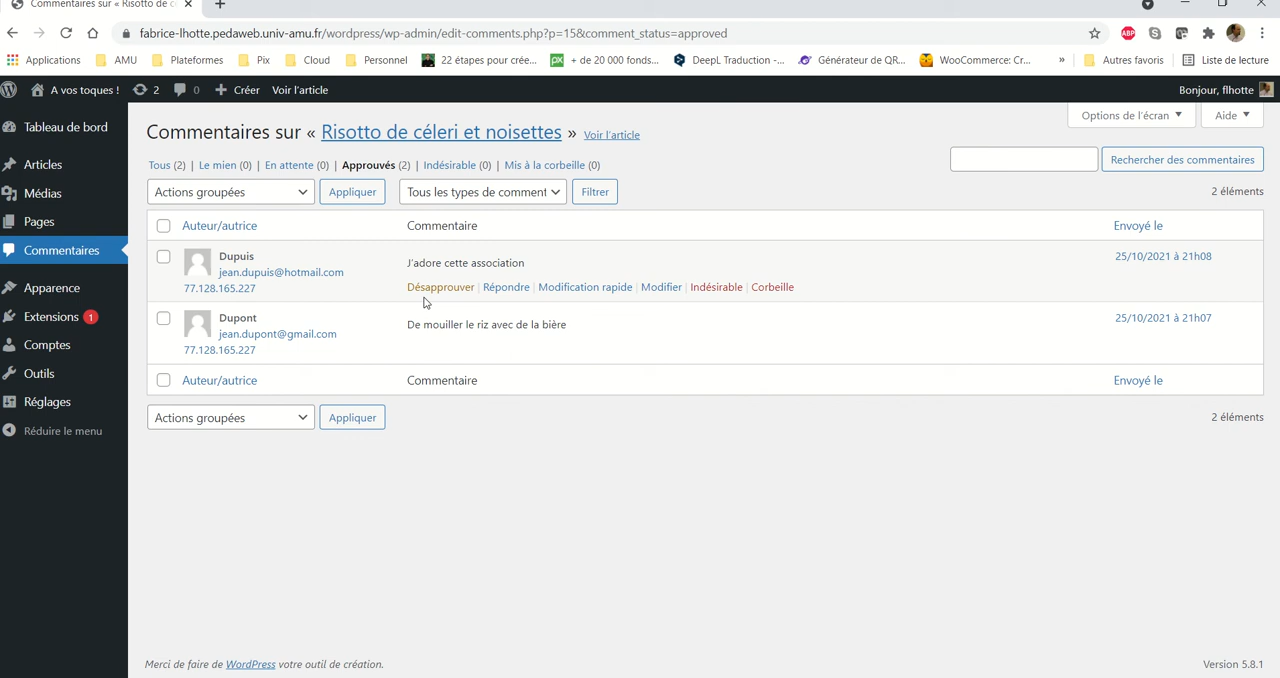 Commentaires sur « Risotto de cé
fabrice-lhotte.pedaweb.univ-amu.fr/wordpress/wp-admin/edit-comments.php?p=15&comment_status=approved
Applications AMU Plateformes Pix Cloud Personnel 22 étapes pour crée... + de 20 000 fonds... DeepL Traduction -... Générateur de QR... WooCommerce: Cr... » Autres favoris Liste de lecture
A vos toques ! 2 0 Créer Voir l'article Bonjour, flhotte
Options de l'écran Aide
Tableau de bord
Articles
Médias
Pages
Commentaires
Apparence
Extensions 1
Comptes
Outils
Réglages
Réduire le menu
Commentaires sur « Risotto de céleri et noisettes » Voir l'article
Tous (2) | Le mien (0) | En attente (0) | Approuvés (2) | Indésirable (0) | Mis à la corbeille (0)
Rechercher des commentaires
Actions groupées Appliquer Tous les types de comment Filtrer 2 éléments
Auteur/autrice Commentaire Envoyé le
Dupuis
jean.dupuis@hotmail.com
77.128.165.227
J'adore cette association
Désapprouver | Répondre | Modification rapide | Modifier | Indésirable | Corbeille
25/10/2021 à 21h08
Dupont
jean.dupont@gmail.com
77.128.165.227
De mouiller le riz avec de la bière
25/10/2021 à 21h07
Auteur/autrice Commentaire Envoyé le
Actions groupées Appliquer 2 éléments
Merci de faire de WordPress votre outil de création. Version 5.8.1